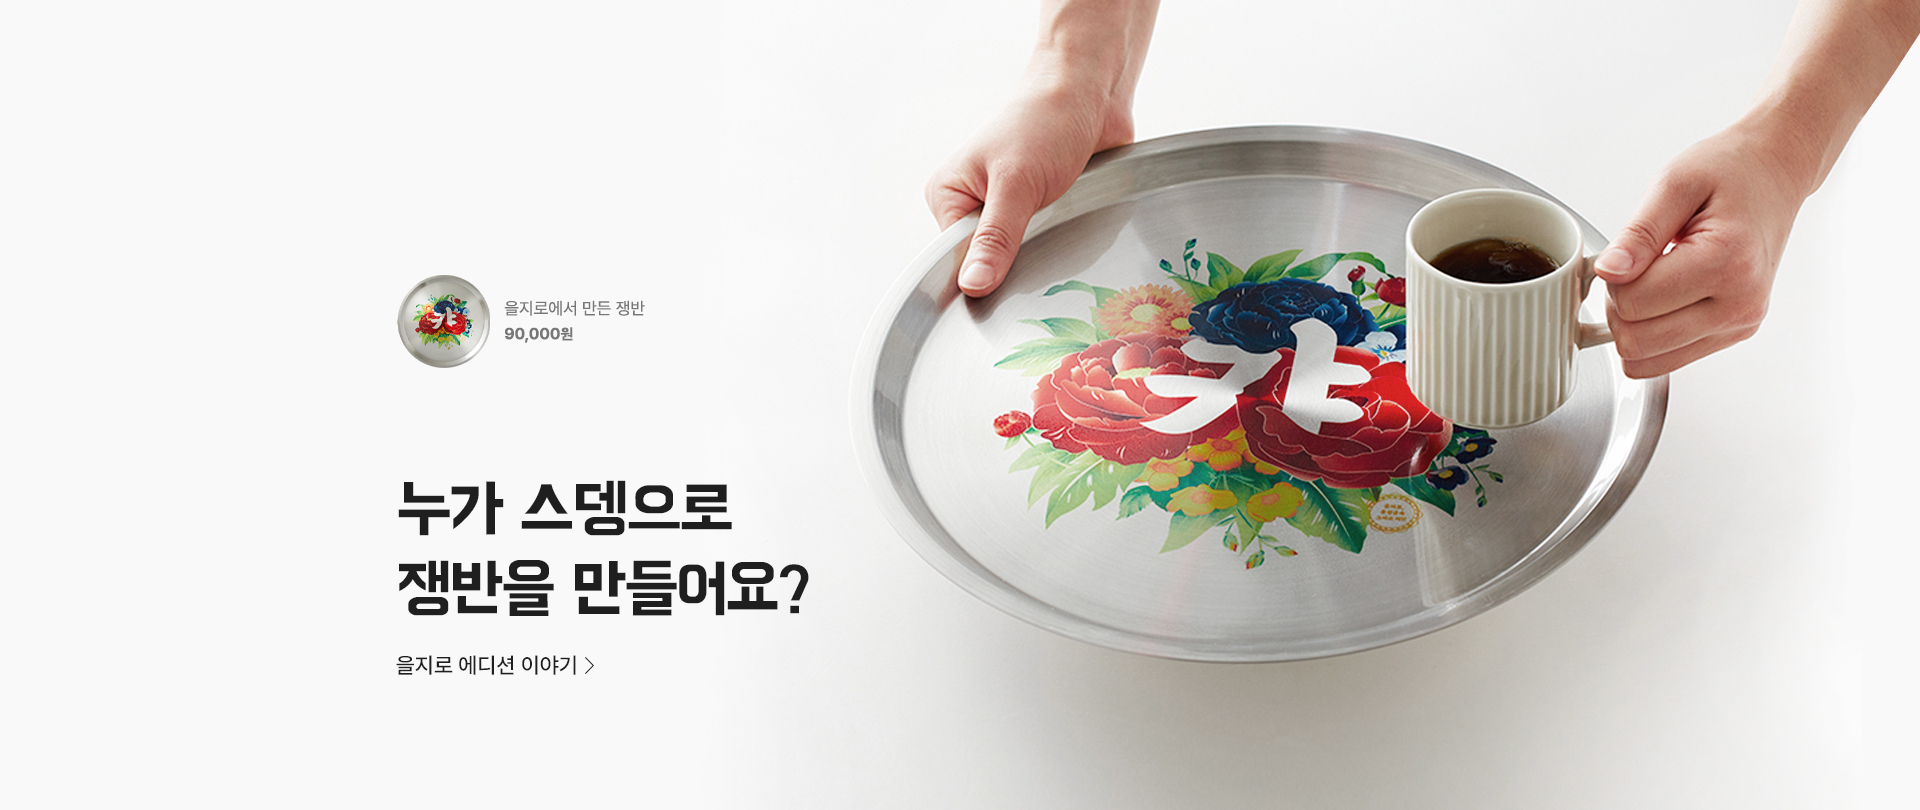 을지로에서 만든 쟁반
90,000원
누가 스뎅으로
쟁반을 만들어요?
을지로 에디션 이야기 >
캬